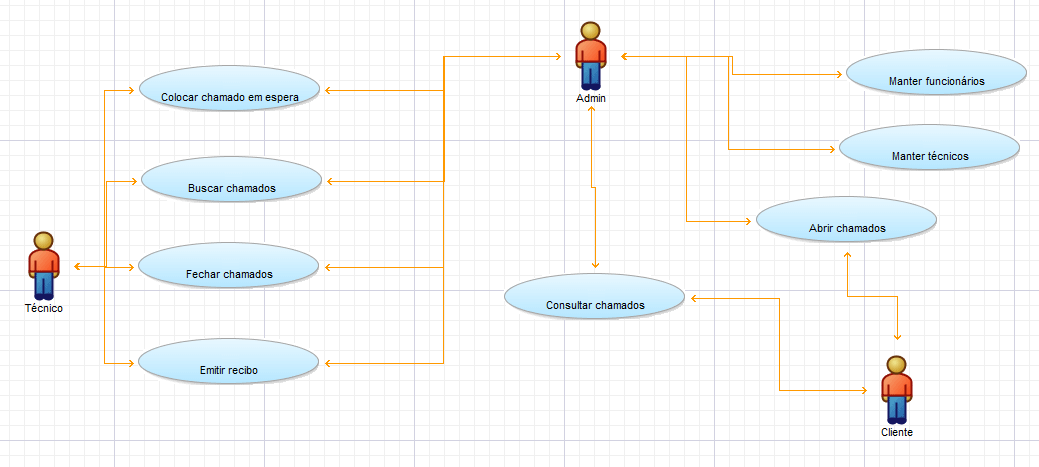 Admin
Manter funcionários
Colocar chamado em espera
Manter técnicos
Buscar chamados
Abrir chamados
Fechar chamados
Técnico
Consultar chamados
Emitir recibo
Cliente